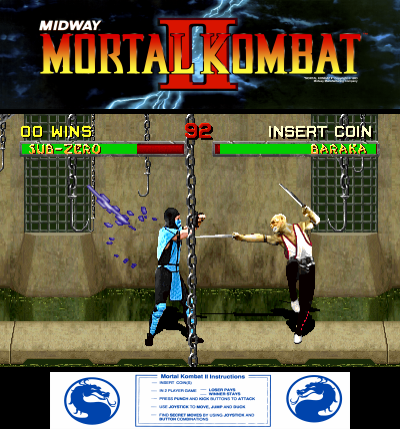 MIDWAY
MORTAL KOMBAT
II
00 WINS
92
INSERT COIN
SUB-ZERO
BARAKA
Mortal Kombat II Instructions
INSERT COIN(S)
IN 2 PLAYER GAME
LOSER PAYS
WINNER STAYS
PRESS PUNCH AND KICK BUTTONS TO ATTACK
USE JOYSTICK TO MOVE, JUMP AND DUCK
FIND SECRET MOVES BY USING JOYSTICK AND
BUTTON COMBINATIONS